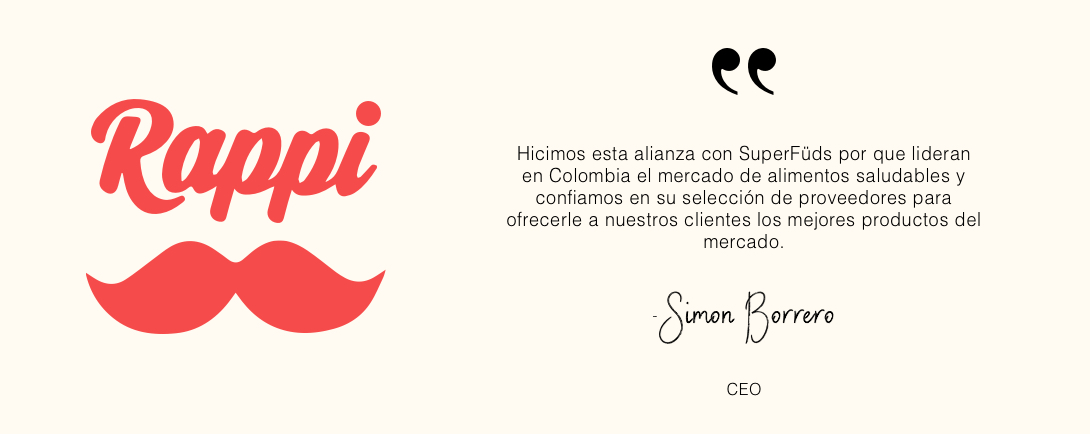 Rappi
❟❟
Hicimos esta alianza con SuperFüds por que lideran
en Colombia el mercado de alimentos saludables y
confiamos en su selección de proveedores para
ofrecerle a nuestros clientes los mejores productos del
mercado.
-Simon Borrero
CEO